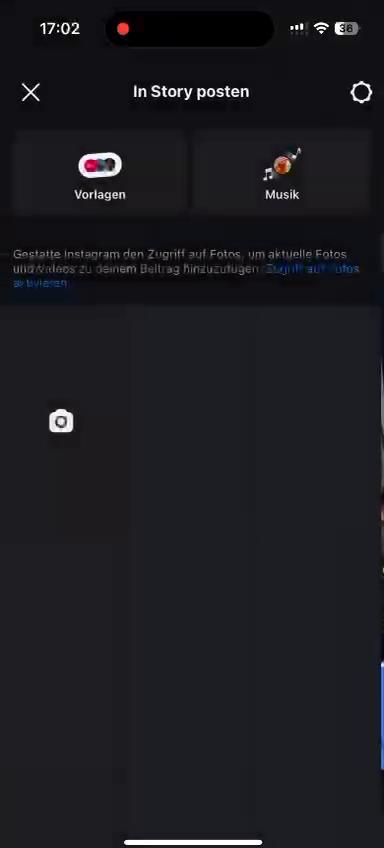 17:02
36
In Story posten
Vorlagen
Musik
Gestatte Instagram den Zugriff auf Fotos, um aktuelle Fotos
und Videos zu deinem Beitrag hinzuzufügen. Zugriff auf Fotos
aktivieren